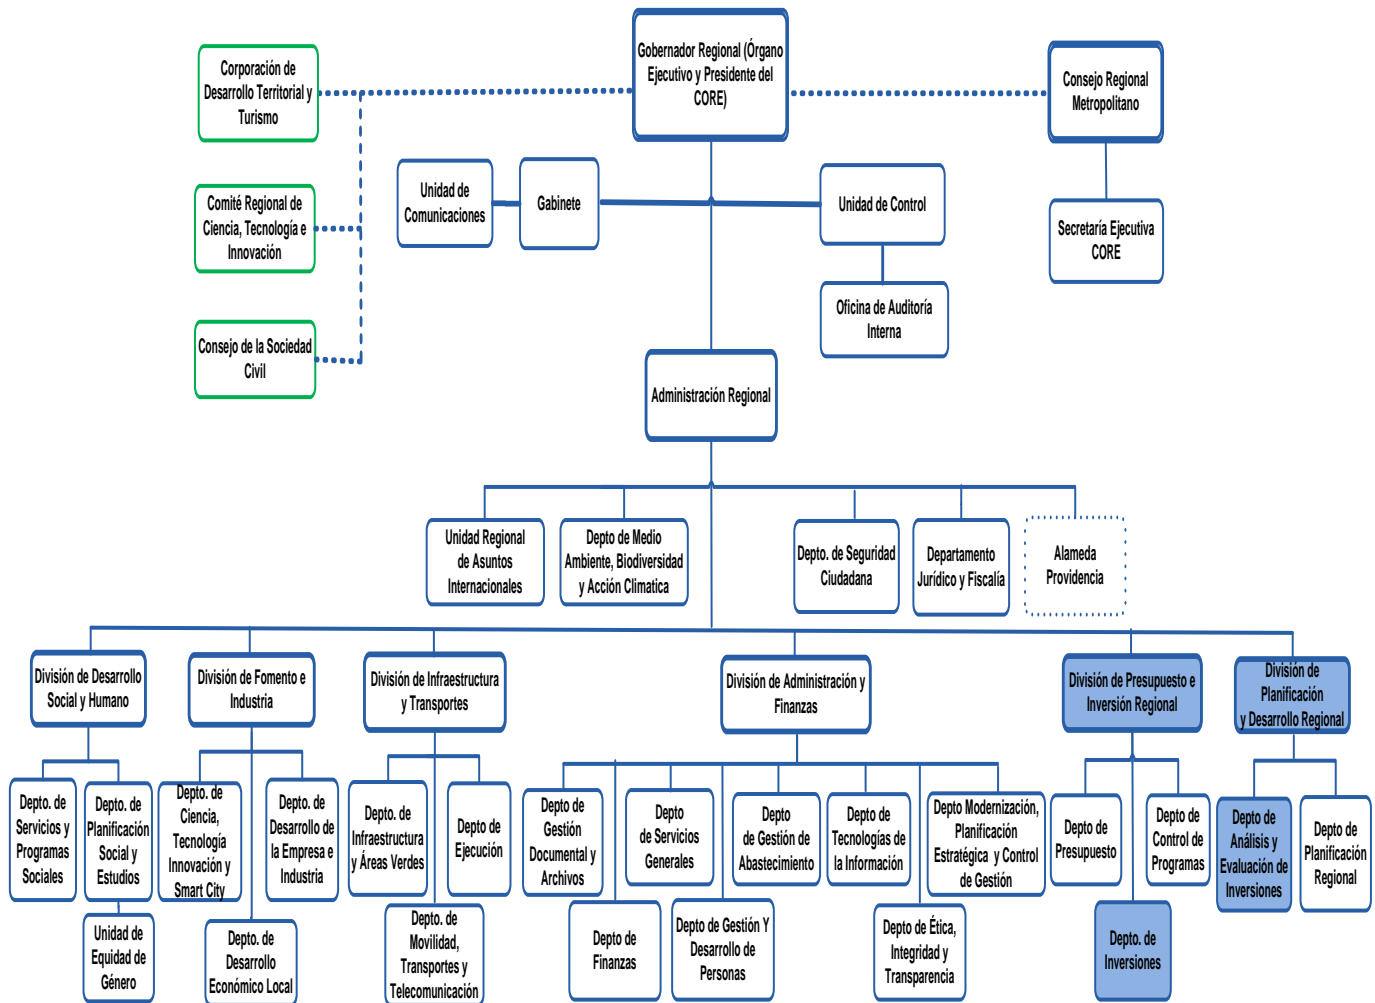 Gobernador Regional (Órgano
Ejecutivo y Presidente del
CORE)
Corporación de
Desarrollo Territorial y
Turismo
Consejo Regional
Metropolitano
Unidad de
Comunicaciones
Gabinete
Unidad de Control
Comité Regional de
Ciencia, Tecnología e
Innovación
Secretaría Ejecutiva
CORE
Oficina de Auditoría
Interna
Consejo de la Sociedad
Civil
Administración Regional
Unidad Regional
de Asuntos
Internacionales
Depto de Medio
Ambiente, Biodiversidad
y Acción Climatica
Depto. de Seguridad
Ciudadana
Departamento
Jurídico y Fiscalía
Alameda
Providencia
División de Desarrollo
Social y Humano
División de Fomento e
Industria
División de Infraestructura
y Transportes
División de Administración y
Finanzas
División de Presupuesto e
Inversión Regional
División de
Planificación
y Desarrollo Regional
Depto. de
Servicios y
Programas
Sociales
Depto. de
Planificación
Social y
Estudios
Depto. de
Ciencia,
Tecnología
Innovación y
Smart City
Depto. de
Desarrollo de
la Empresa e
Industria
Depto. de
Infraestructura
y Áreas Verdes
Depto de
Ejecución
Depto de
Gestión
Documental y
Archivos
Depto
de Servicios
Generales
Depto
de Gestión de
Abastecimiento
Depto de
Tecnologías de
la Información
Depto Modernización,
Planificación
Estratégica y Control
de Gestión
Depto de
Presupuesto
Depto de
Control de
Programas
Depto de
Análisis y
Evaluación de
Inversiones
Depto de
Planificación
Regional
Unidad de
Equidad de
Género
Depto. de
Desarrollo
Económico Local
Depto. de
Movilidad,
Transportes y
Telecomunicación
Depto de
Finanzas
Depto de Gestión Y
Desarrollo de
Personas
Depto de Ética,
Integridad y
Transparencia
Depto. de
Inversiones